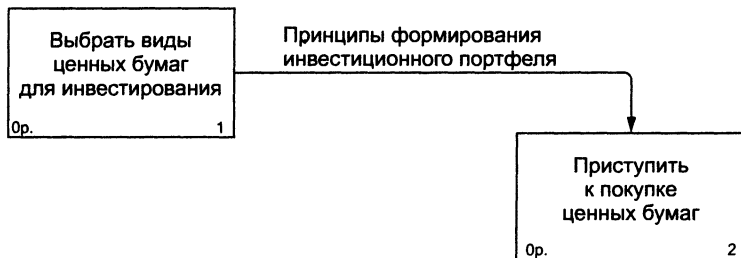 Выбрать виды
ценных бумаг
для инвестирования
0р. 1
Принципы формирования
инвестиционного портфеля
Приступить
к покупке
ценных бумаг
0р. 2